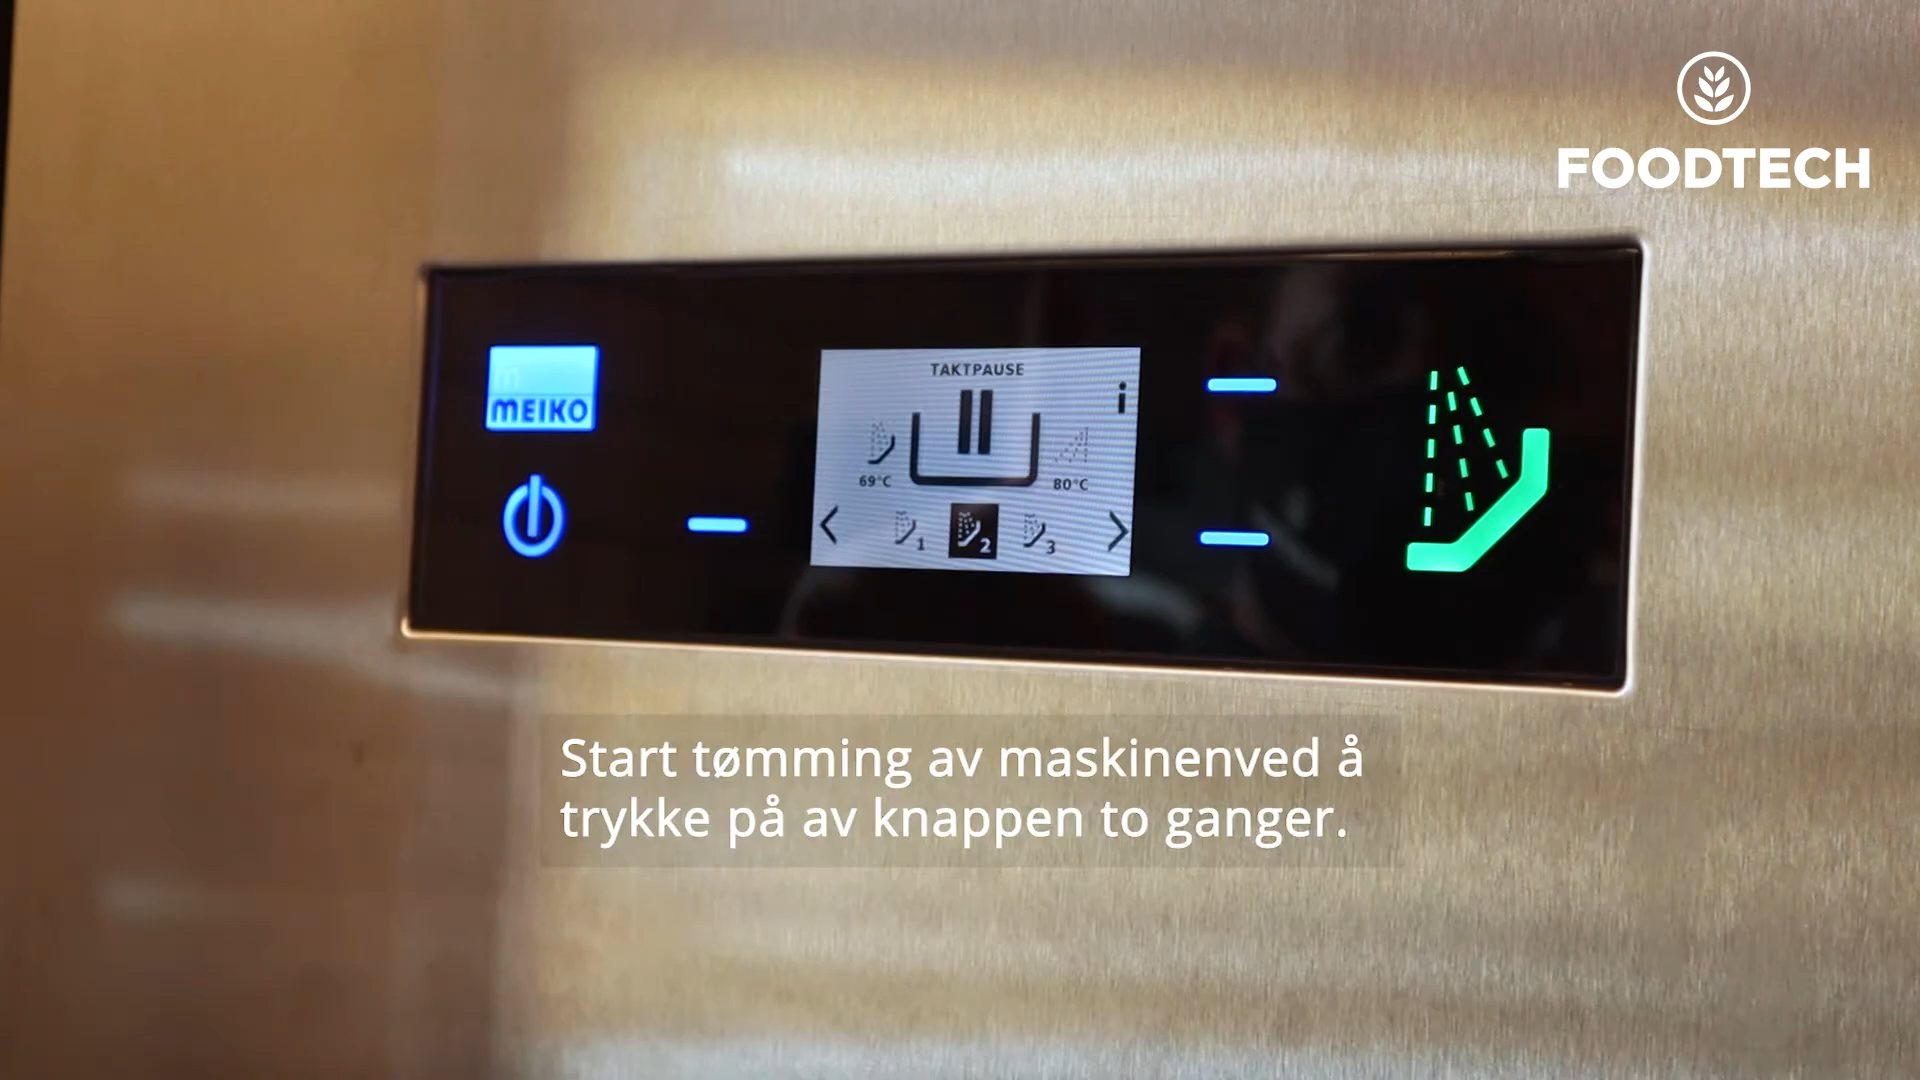 FOODTECH
MEIKO
TAKTPAUSE
i
69°C
80°C
1
2
3
Start tømming av maskinenved å
trykke på av knappen to ganger.